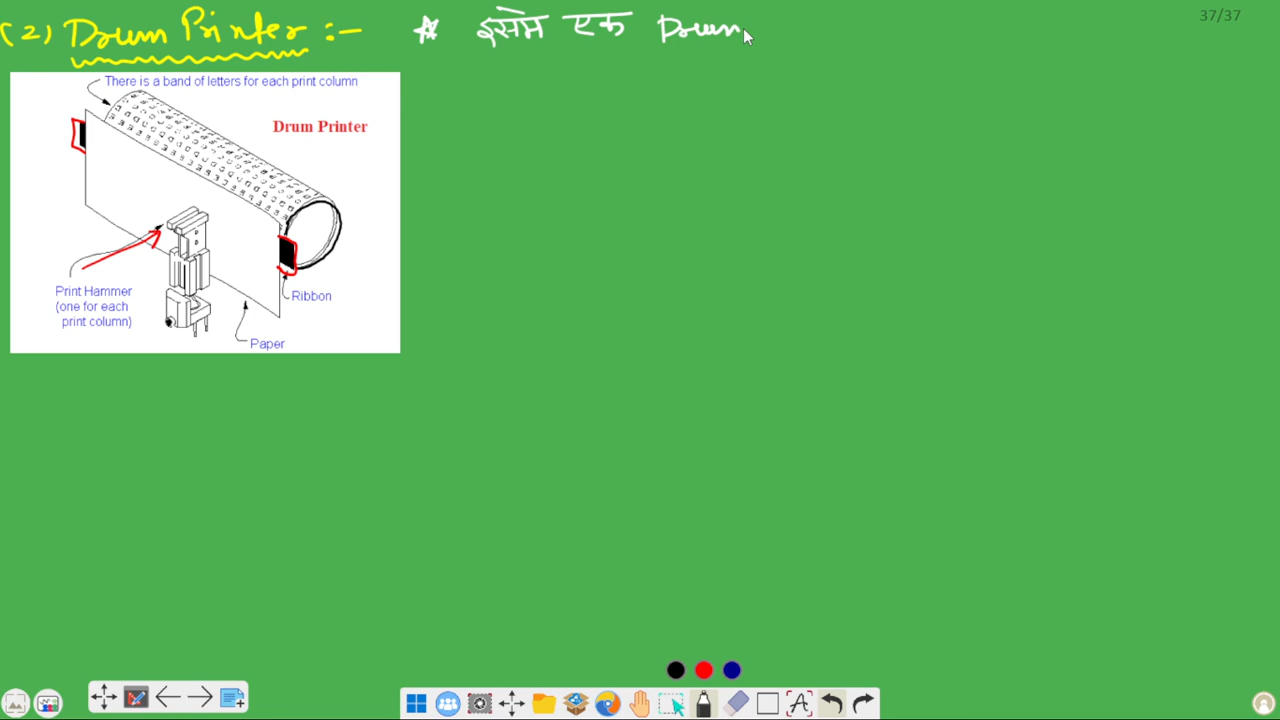 (2) Drum Printer :- * इसमें एक Drum
37/37
There is a band of letters for each print column
Drum Printer
Print Hammer
(one for each
print column)
Ribbon
Paper